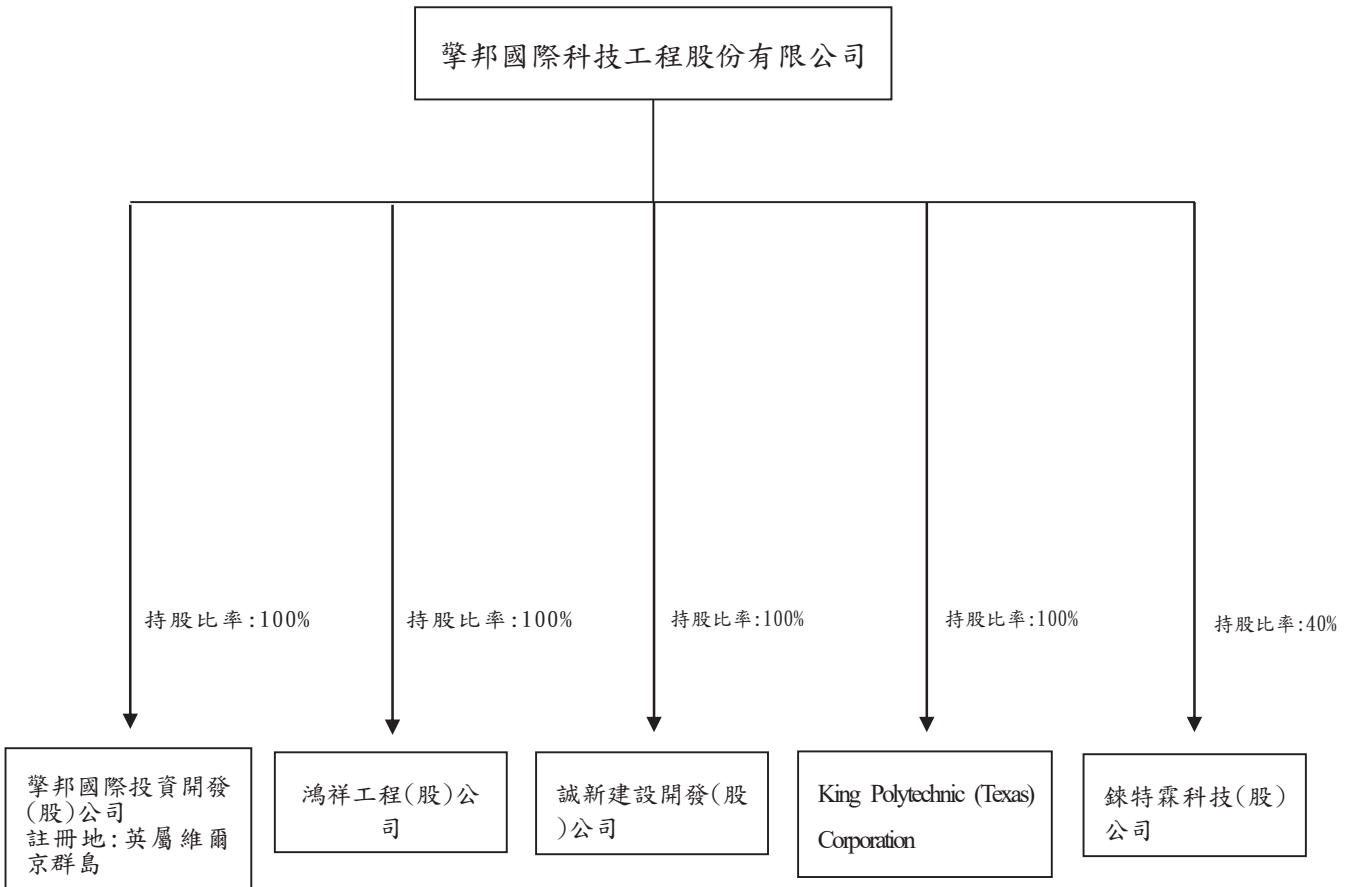 擎邦國際科技工程股份有限公司
持股比率:100%
持股比率:100%
持股比率:100%
持股比率:100%
持股比率:40%
擎邦國際投資開發
(股)公司
註冊地:英屬維爾
京群島
鴻祥工程(股)公
司
誠新建設開發(股
)公司
King Polytechnic (Texas)
Corporation
錸特霖科技(股)
公司